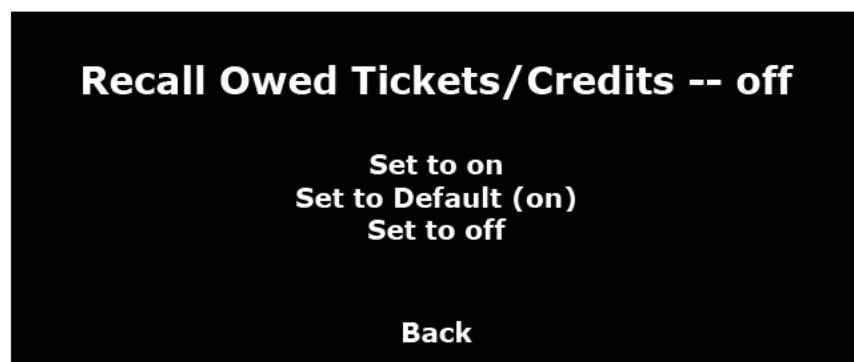 Recall Owed Tickets/Credits -- off
Set to on
Set to Default (on)
Set to off
Back